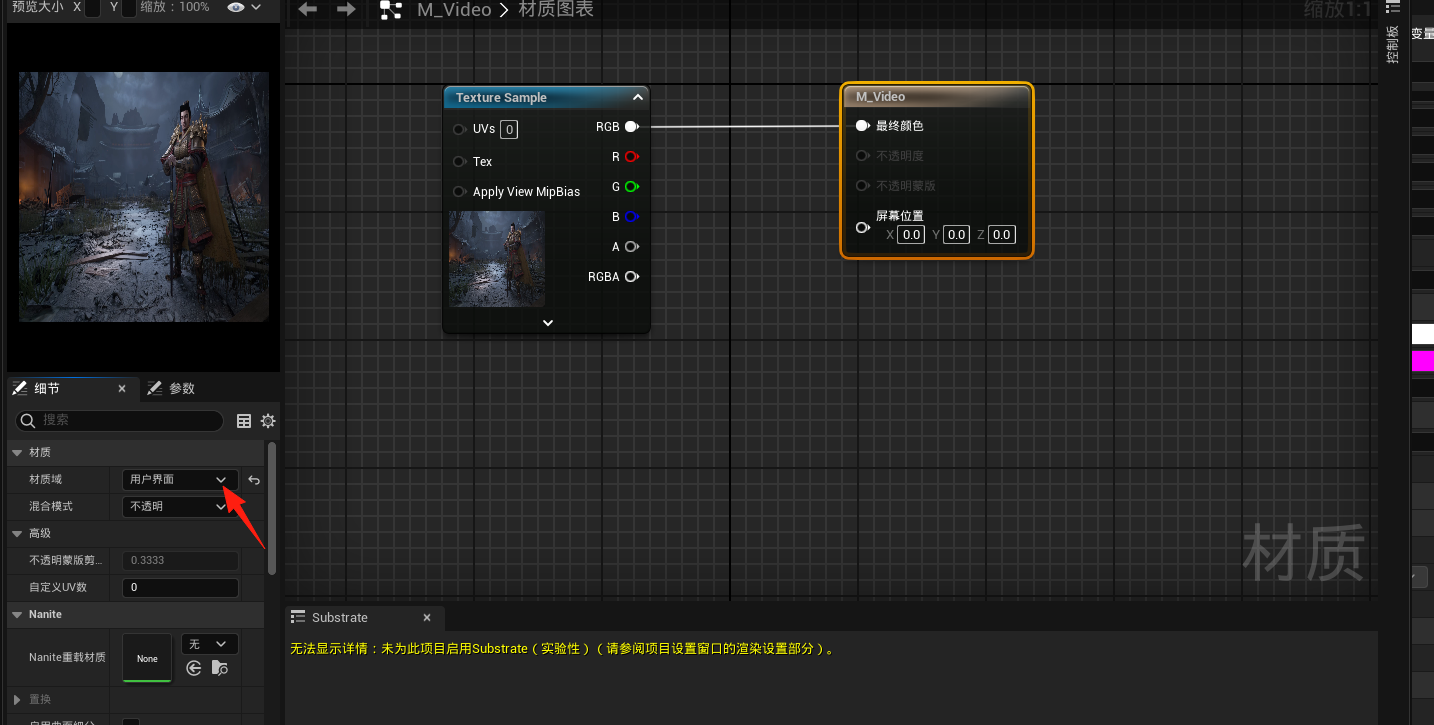 预览大小 X Y 缩放：100%
M_Video > 材质图表
缩放1:1
控制板
变量
Texture Sample
UVs 0 RGB
Tex R
Apply View MipBias G
B
A
RGBA
M_Video
最终颜色
不透明度
不透明蒙版
屏幕位置
X 0.0 Y 0.0 Z 0.0
材质
细节
参数
搜索
材质
材质域 用户界面
混合模式 不透明
高级
不透明蒙版剪... 0.3333
自定义UV数 0
Nanite
Nanite重载材质 None 无
置换
启用曲面细分
Substrate
无法显示详情：未为此项目启用Substrate（实验性）（请参阅项目设置窗口的渲染设置部分）。